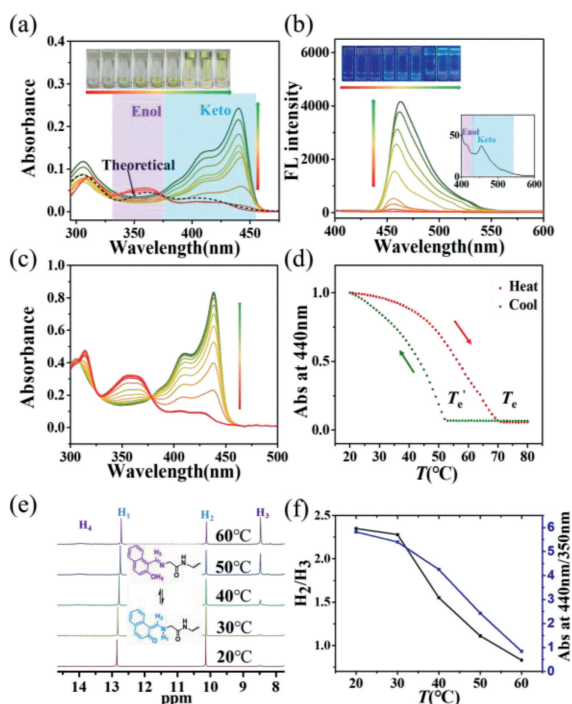 (a)
0.4
0.3
0.2
0.1
0.0
Absorbance
Enol
Keto
Theoretical
300
350
400
450
Wavelength(nm)
(b)
6000
4000
2000
0
FL intensity
50
0
Enol
Keto
400
500
600
400
450
500
550
600
Wavelength(nm)
(c)
0.8
0.6
0.4
0.2
0.0
Absorbance
300
350
400
450
500
Wavelength(nm)
(d)
1.0
0.5
0.0
Abs at 440nm
Heat
Cool
Te'
Te
20
30
40
50
60
70
80
T(°C)
(e)
H4
H1
H2
H3
60°C
50°C
40°C
30°C
20°C
14
13
12
11
10
9
8
ppm
(f)
2.5
2.0
1.5
1.0
H2/H3
6
5
4
3
2
1
0
Abs at 440nm/350nm
20
30
40
50
60
T(°C)